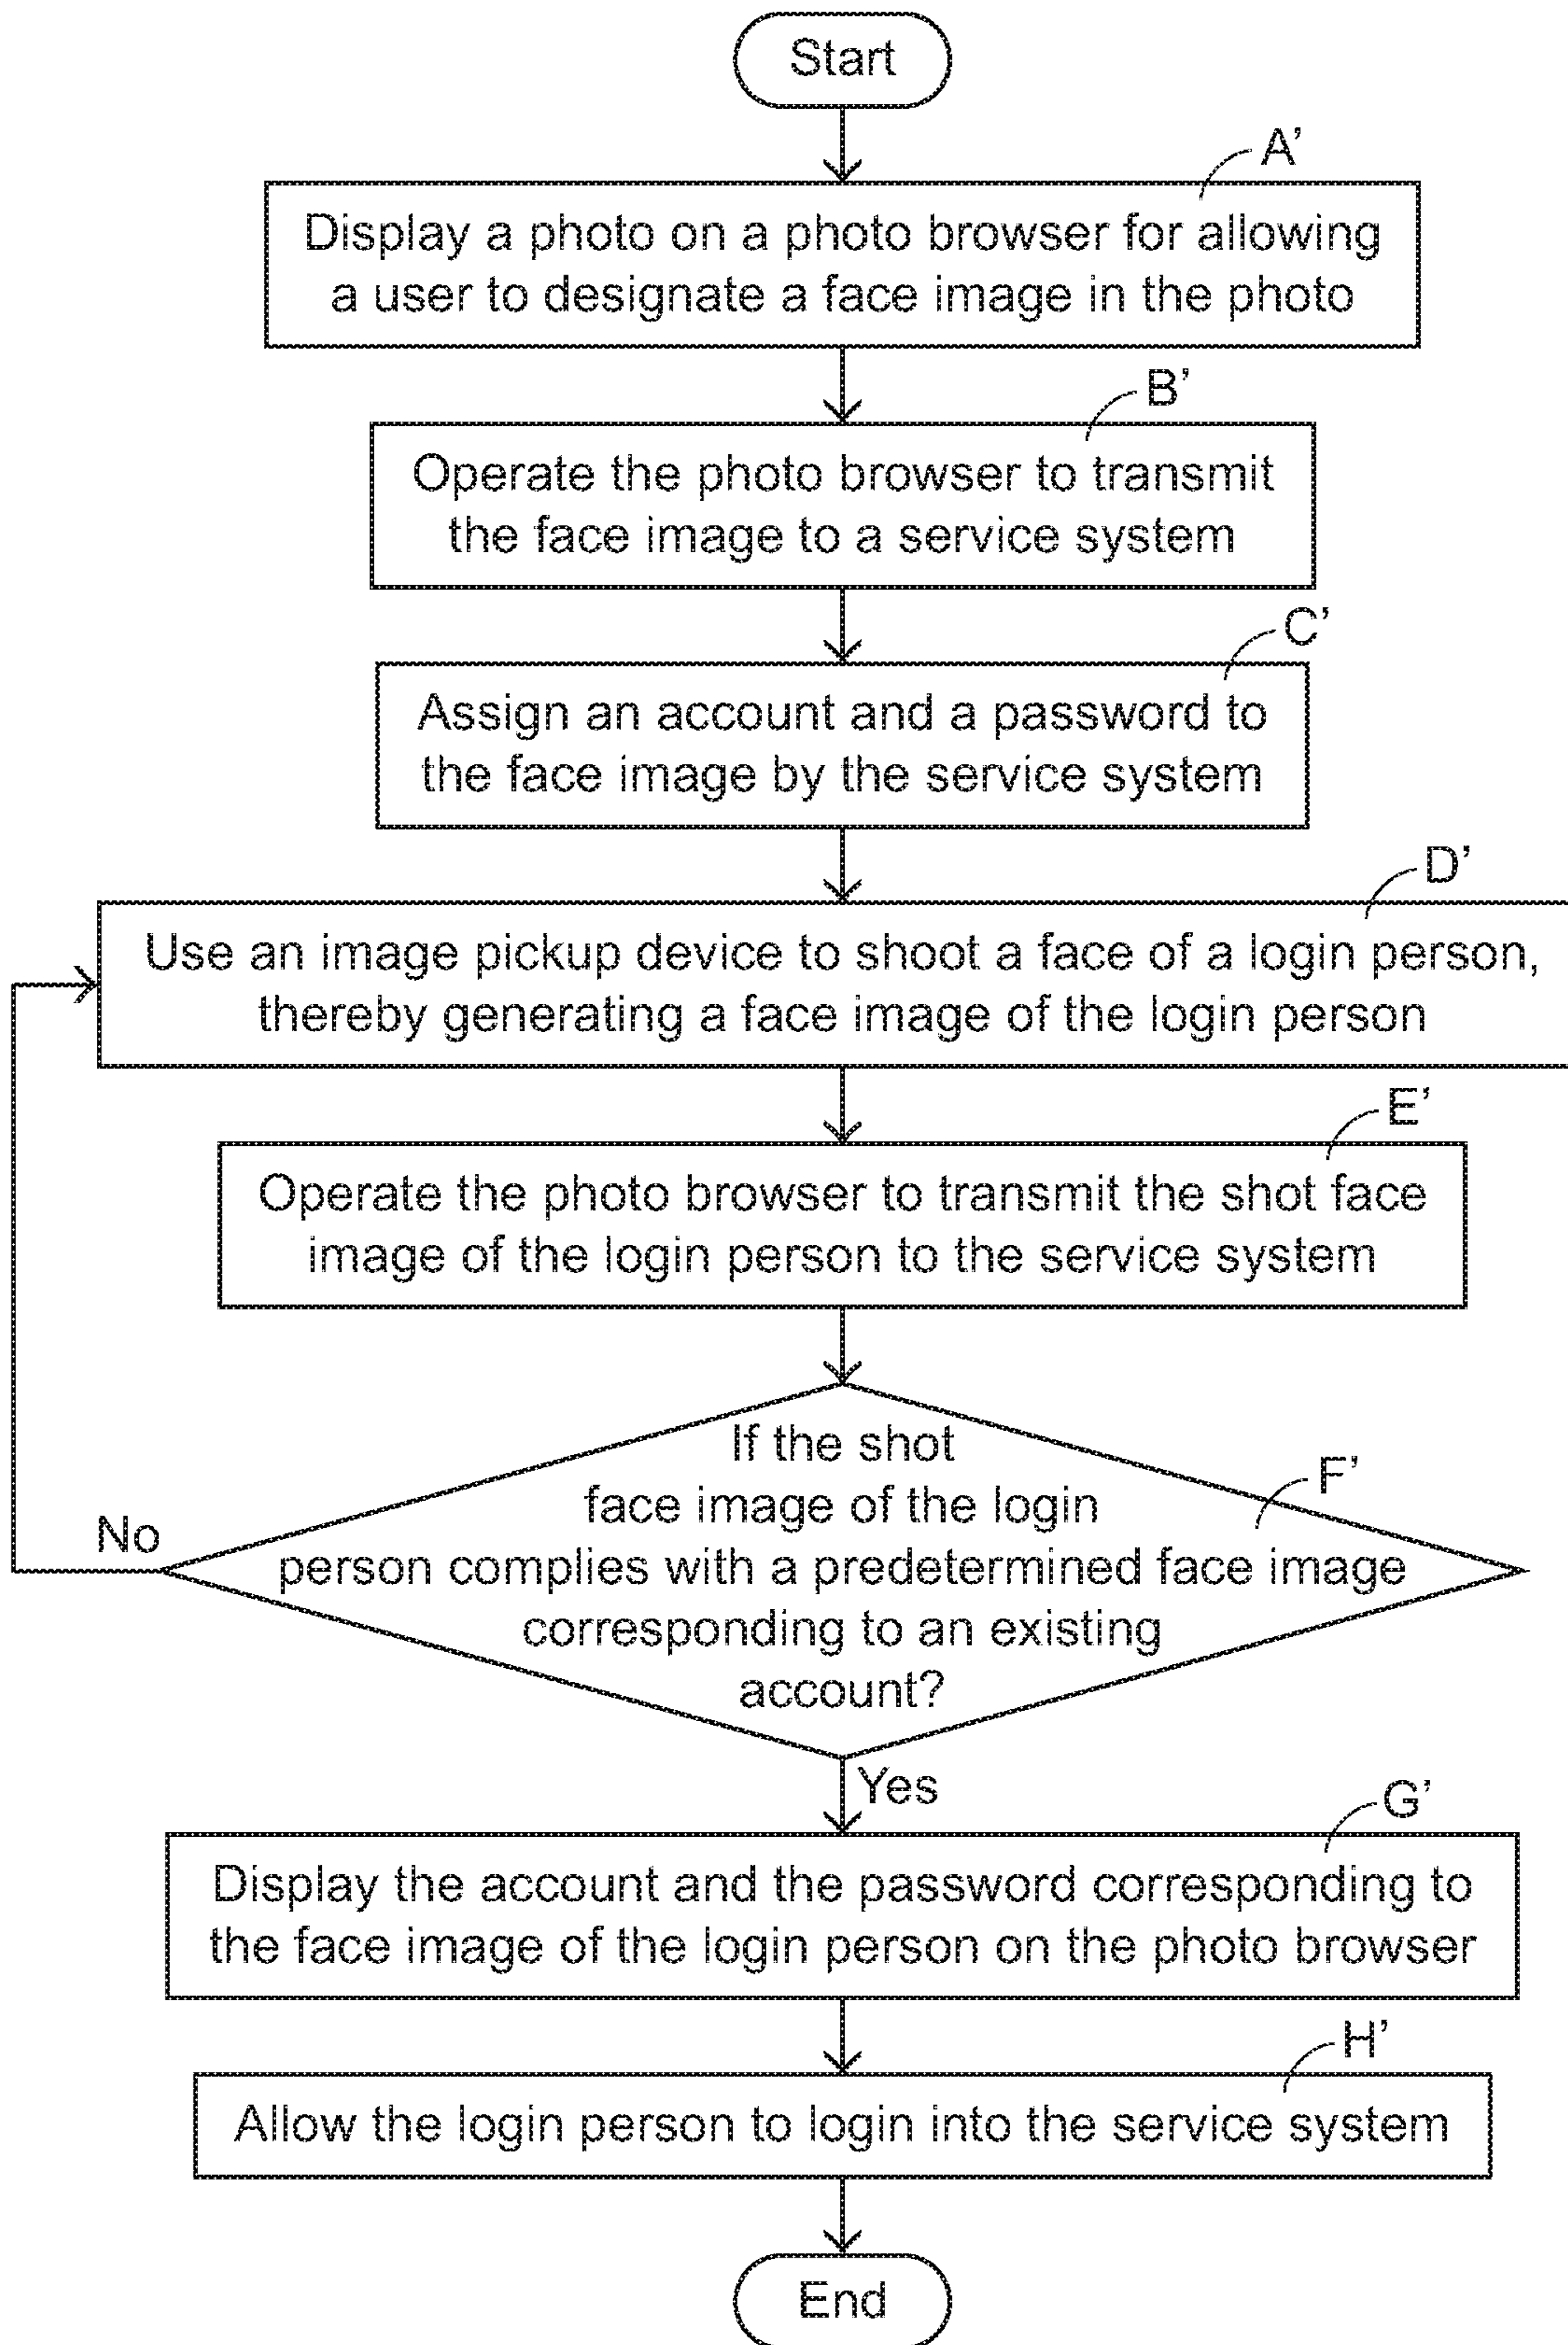 Start
A’
Display a photo on a photo browser for allowing
a user to designate a face image in the photo
B’
Operate the photo browser to transmit
the face image to a service system
C’
Assign an account and a password to
the face image by the service system
D’
Use an image pickup device to shoot a face of a login person,
thereby generating a face image of the login person
E’
Operate the photo browser to transmit the shot face
image of the login person to the service system
If the shot
F’
face image of the login
No
person complies with a predetermined face image
corresponding to an existing
account?
Yes
G’
Display the account and the password corresponding to
the face image of the login person on the photo browser
H’
Allow the login person to login into the service system
End